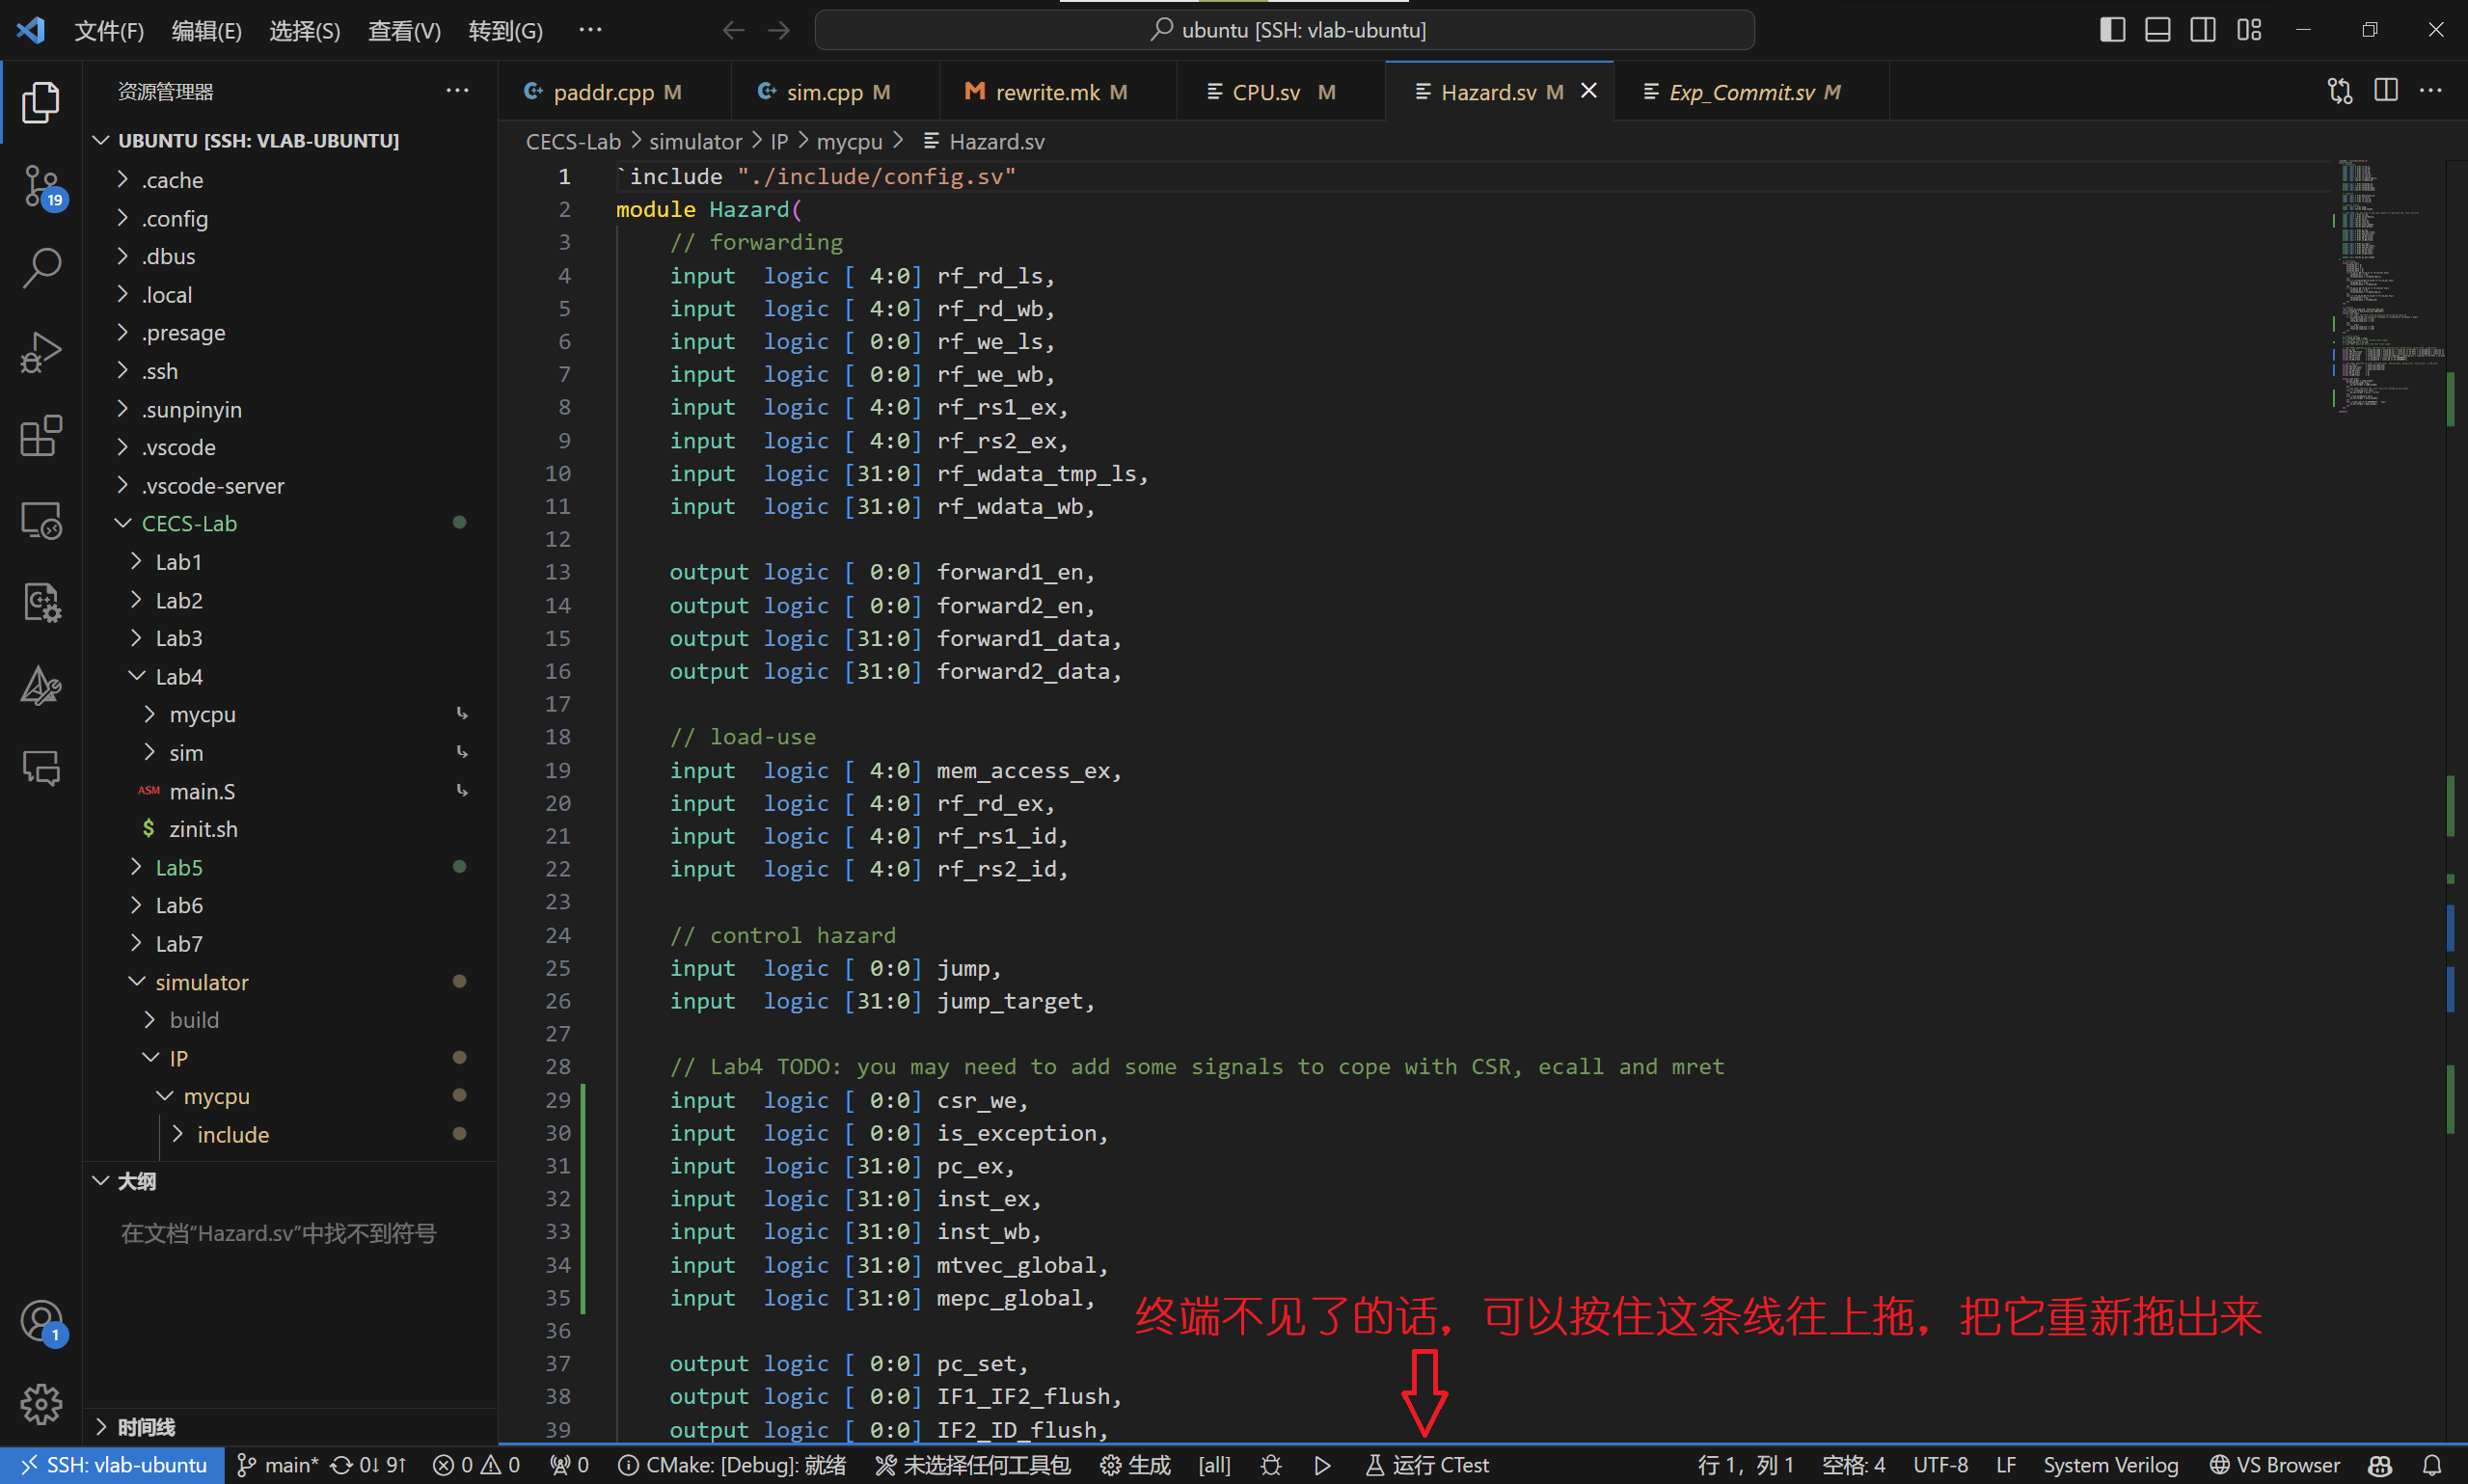 文件(F) 编辑(E) 选择(S) 查看(V) 转到(G) ···
ubuntu [SSH: vlab-ubuntu]
资源管理器
UBUNTU [SSH: VLAB-UBUNTU]
.cache
.config
.dbus
.local
.presage
.ssh
.sunpinyin
.vscode
.vscode-server
CECS-Lab
Lab1
Lab2
Lab3
Lab4
mycpu
sim
ASM main.S
$ zinit.sh
Lab5
Lab6
Lab7
simulator
build
IP
mycpu
include
大纲
在文档“Hazard.sv”中找不到符号
时间线
19
1
paddr.cpp M sim.cpp M rewrite.mk M CPU.sv M Hazard.sv M Exp_Commit.sv M
CECS-Lab > simulator > IP > mycpu > Hazard.sv
1 `include "./include/config.sv"
2 module Hazard(
3 // forwarding
4 input logic [ 4:0] rf_rd_ls,
5 input logic [ 4:0] rf_rd_wb,
6 input logic [ 0:0] rf_we_ls,
7 input logic [ 0:0] rf_we_wb,
8 input logic [ 4:0] rf_rs1_ex,
9 input logic [ 4:0] rf_rs2_ex,
10 input logic [31:0] rf_wdata_tmp_ls,
11 input logic [31:0] rf_wdata_wb,
12
13 output logic [ 0:0] forward1_en,
14 output logic [ 0:0] forward2_en,
15 output logic [31:0] forward1_data,
16 output logic [31:0] forward2_data,
17
18 // load-use
19 input logic [ 4:0] mem_access_ex,
20 input logic [ 4:0] rf_rd_ex,
21 input logic [ 4:0] rf_rs1_id,
22 input logic [ 4:0] rf_rs2_id,
23
24 // control hazard
25 input logic [ 0:0] jump,
26 input logic [31:0] jump_target,
27
28 // Lab4 TODO: you may need to add some signals to cope with CSR, ecall and mret
29 input logic [ 0:0] csr_we,
30 input logic [ 0:0] is_exception,
31 input logic [31:0] pc_ex,
32 input logic [31:0] inst_ex,
33 input logic [31:0] inst_wb,
34 input logic [31:0] mtvec_global,
35 input logic [31:0] mepc_global,
36
37 output logic [ 0:0] pc_set,
38 output logic [ 0:0] IF1_IF2_flush,
39 output logic [ 0:0] IF2_ID_flush,
终端不见了的话，可以按住这条线往上拖，把它重新拖出来
SSH: vlab-ubuntu main* 0↓ 9↑ 0 0 0 CMake: [Debug]: 就绪 未选择任何工具包 生成 [all] 运行 CTest 行 1，列 1 空格: 4 UTF-8 LF System Verilog VS Browser